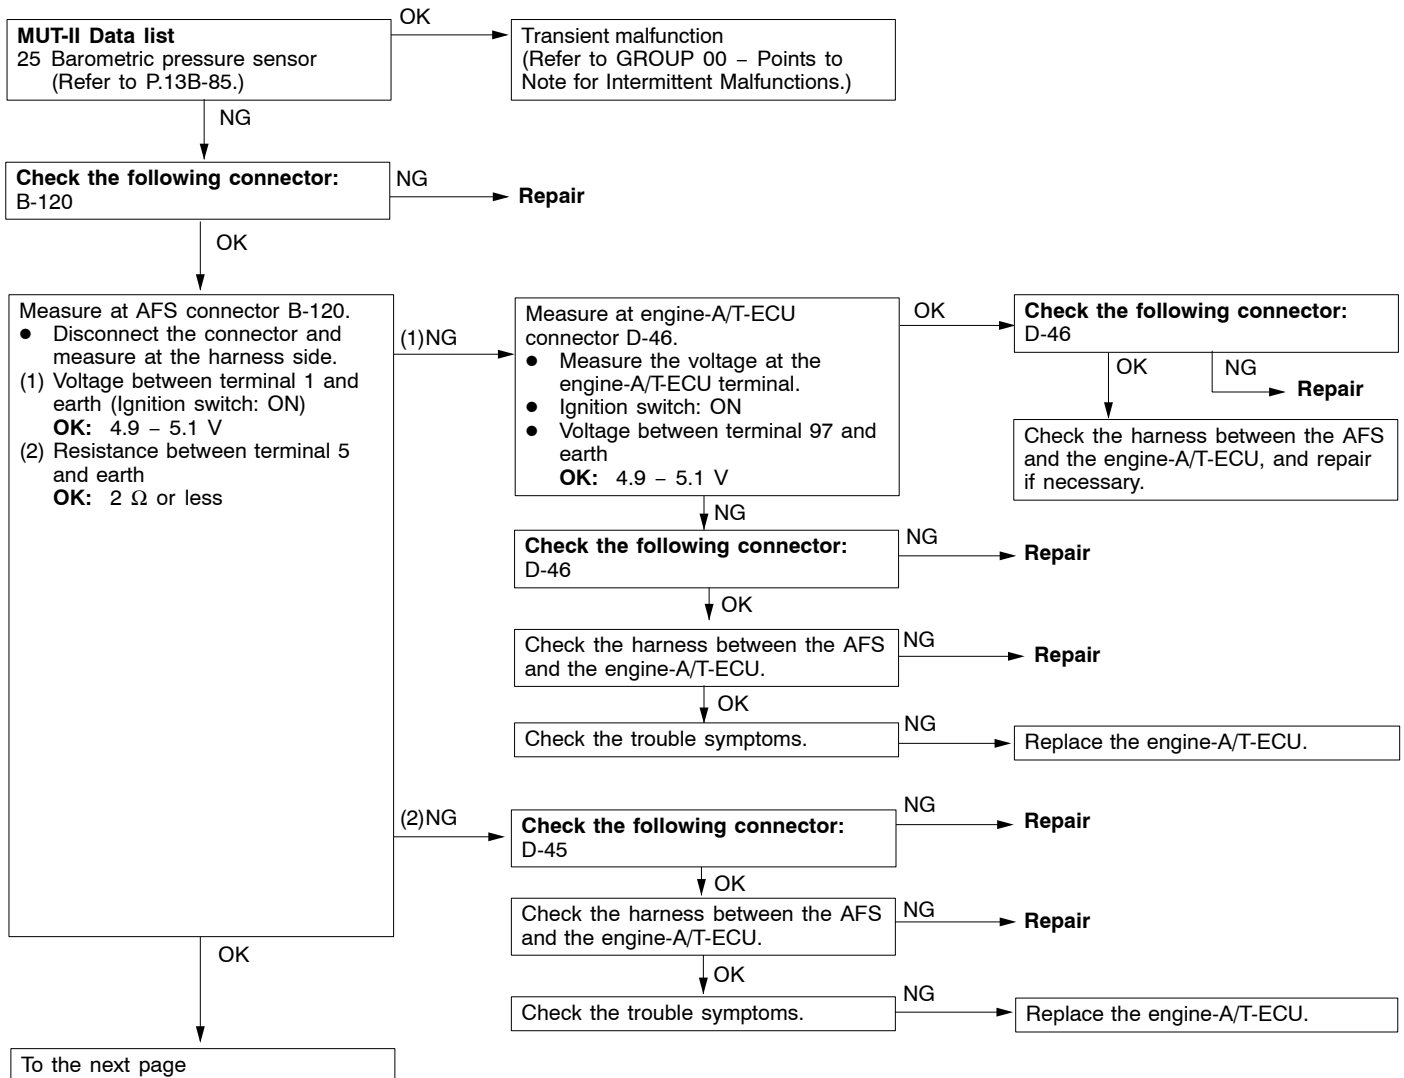 MUT-II Data list
25 Barometric pressure sensor
(Refer to P.13B-85.)
OK
Transient malfunction
(Refer to GROUP 00 – Points to
Note for Intermittent Malfunctions.)
NG
Check the following connector:
B-120
NG
Repair
OK
Measure at AFS connector B-120.
● Disconnect the connector and
measure at the harness side.
(1) Voltage between terminal 1 and
earth (Ignition switch: ON)
OK: 4.9 – 5.1 V
(2) Resistance between terminal 5
and earth
OK: 2 Ω or less
(1)NG
Measure at engine-A/T-ECU
connector D-46.
● Measure the voltage at the
engine-A/T-ECU terminal.
● Ignition switch: ON
● Voltage between terminal 97 and
earth
OK: 4.9 – 5.1 V
OK
Check the following connector:
D-46
OK
NG
Repair
Check the harness between the AFS
and the engine-A/T-ECU, and repair
if necessary.
NG
Check the following connector:
D-46
NG
Repair
OK
Check the harness between the AFS
and the engine-A/T-ECU.
NG
Repair
OK
Check the trouble symptoms.
NG
Replace the engine-A/T-ECU.
(2)NG
Check the following connector:
D-45
NG
Repair
OK
Check the harness between the AFS
and the engine-A/T-ECU.
NG
Repair
OK
Check the trouble symptoms.
NG
Replace the engine-A/T-ECU.
OK
To the next page